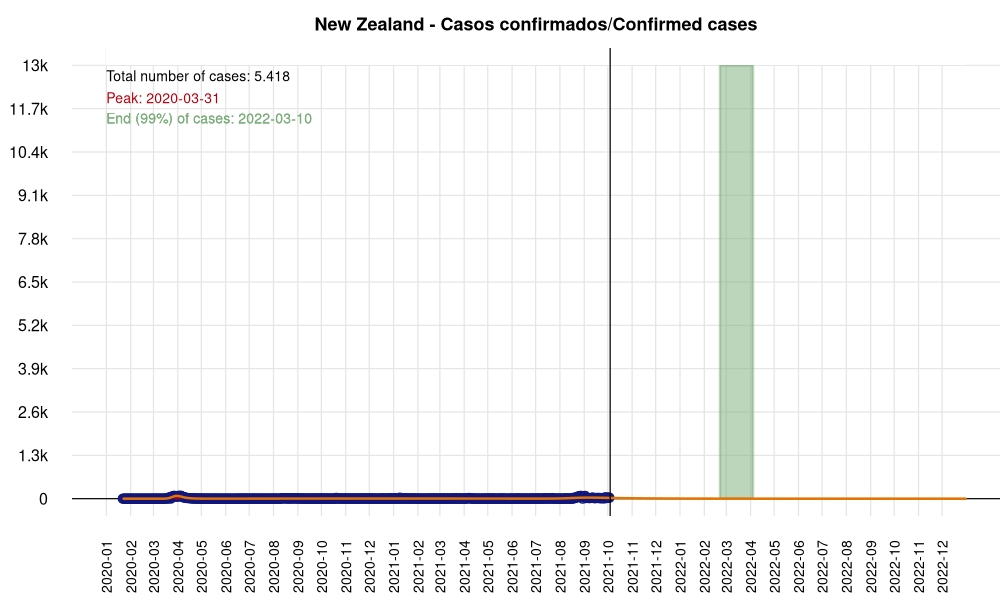 New Zealand - Casos confirmados/Confirmed cases
Total number of cases: 5.418
Peak: 2020-03-31
End (99%) of cases: 2022-03-10
13k
11.7k
10.4k
9.1k
7.8k
6.5k
5.2k
3.9k
2.6k
1.3k
0
2020-01
2020-02
2020-03
2020-04
2020-05
2020-06
2020-07
2020-08
2020-09
2020-10
2020-11
2020-12
2021-01
2021-02
2021-03
2021-04
2021-05
2021-06
2021-07
2021-08
2021-09
2021-10
2021-11
2021-12
2022-01
2022-02
2022-03
2022-04
2022-05
2022-06
2022-07
2022-08
2022-09
2022-10
2022-11
2022-12